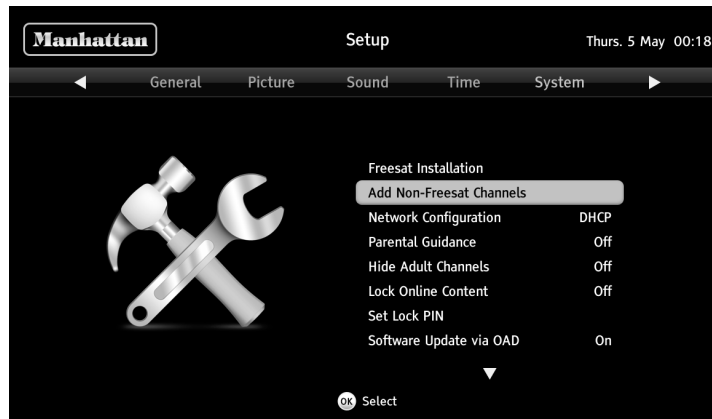 Manhattan Setup Thurs. 5 May 00:18
General Picture Sound Time System
Freesat Installation
Add Non-Freesat Channels
Network Configuration DHCP
Parental Guidance Off
Hide Adult Channels Off
Lock Online Content Off
Set Lock PIN
Software Update via OAD On
OK Select